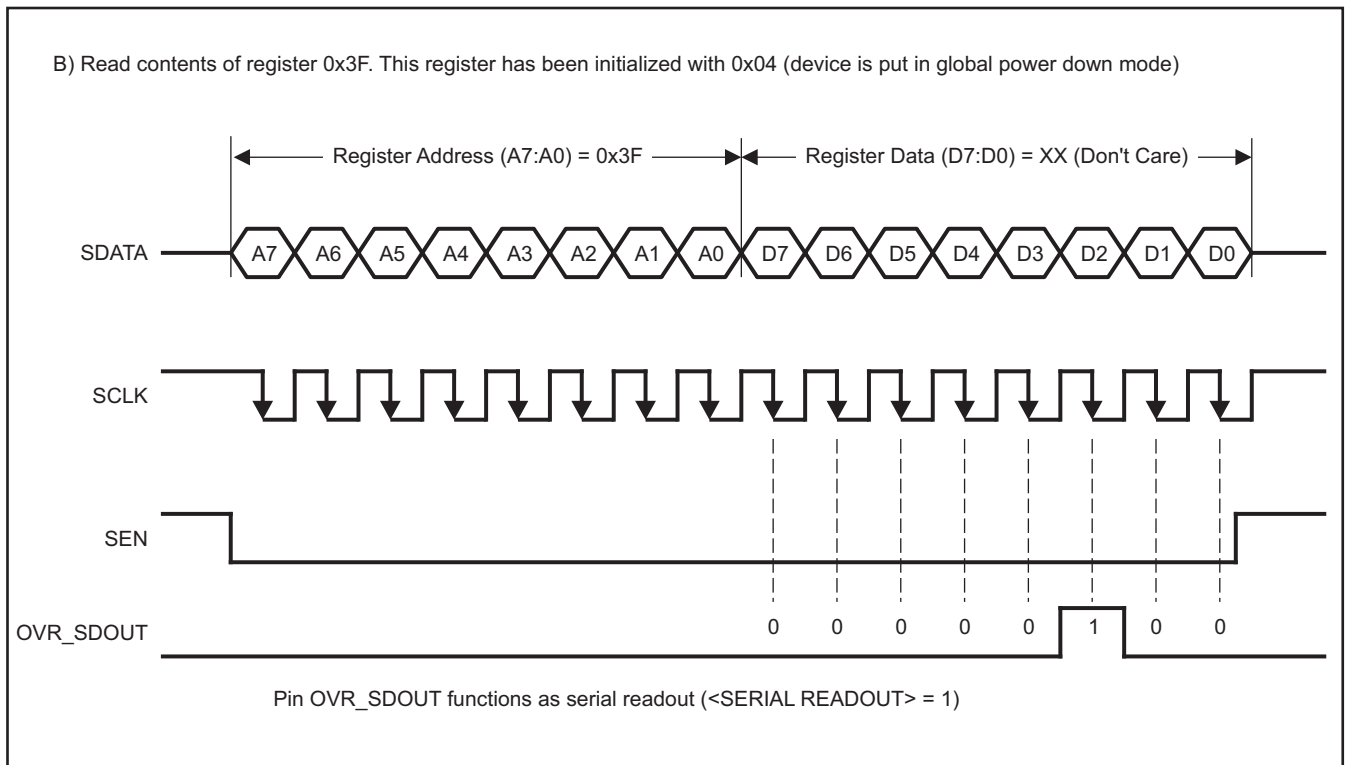 B) Read contents of register 0x3F. This register has been initialized with 0x04 (device is put in global power down mode)
Register Address (A7:A0) = 0x3F
Register Data (D7:D0) = XX (Don't Care)
SDATA
A7 A6 A5 A4 A3 A2 A1 A0 D7 D6 D5 D4 D3 D2 D1 D0
SCLK
SEN
OVR_SDOUT
0 0 0 0 0 1 0 0
Pin OVR_SDOUT functions as serial readout (<SERIAL READOUT> = 1)